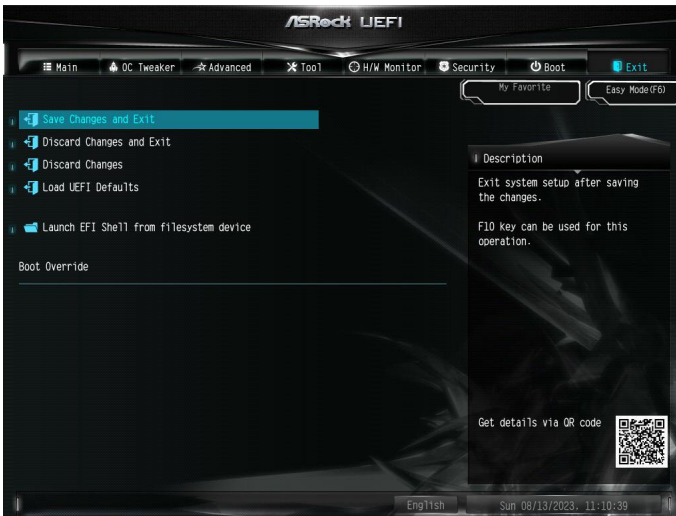 ASRock UEFI
Main OC Tweaker Advanced Tool H/W Monitor Security Boot Exit
My Favorite Easy Mode(F6)
Save Changes and Exit
Discard Changes and Exit
Discard Changes
Load UEFI Defaults
Launch EFI Shell from filesystem device
Boot Override
Description
Exit system setup after saving
the changes.
F10 key can be used for this
operation.
Get details via QR code
English Sun 08/13/2023, 11:10:39